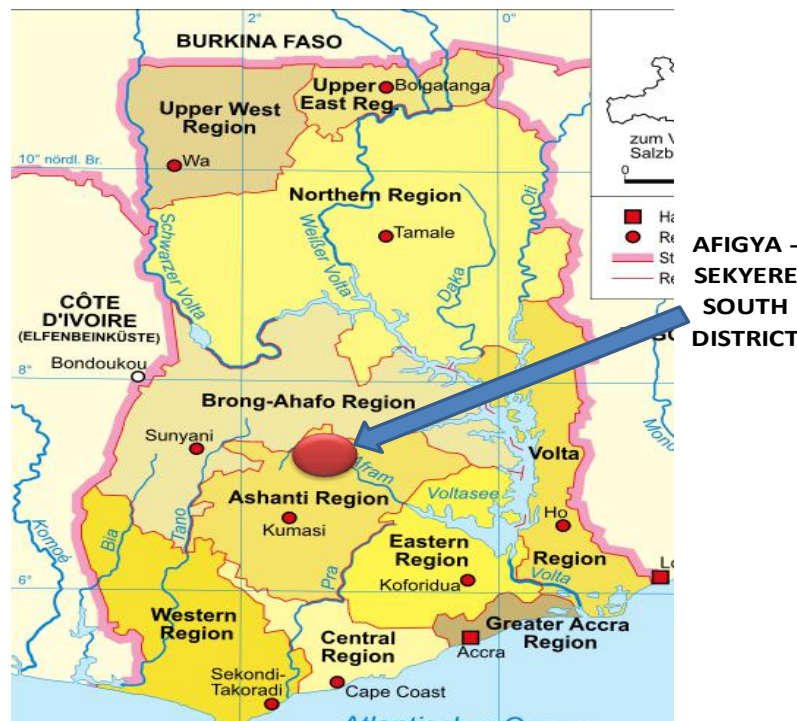 2°
0°
BURKINA FASO
Upper
East Reg.
Bolgatanga
Upper West
Region
zum
Salzb
10° nördl. Br.
Wa
0
Northern Region
Oti
Schwarzer Volta
Weißer Volta
Tamale
Daka
AFIGYA -
SEKYERE
SOUTH
DISTRICT
CÔTE
D'IVOIRE
(ELFENBEINKÜSTE)
Bondoukou
8°
Brong-Ahafo Region
Sunyani
Volta
Afram
Voltasee
Ashanti Region
Kumasi
Ho
Komoé
Bia
Tano
Eastern
Region
Region
Koforidua
Volta
6°
Pra
Western
Region
Central
Region
Greater Accra
Region
Accra
Sekondi-
Takoradi
Cape Coast